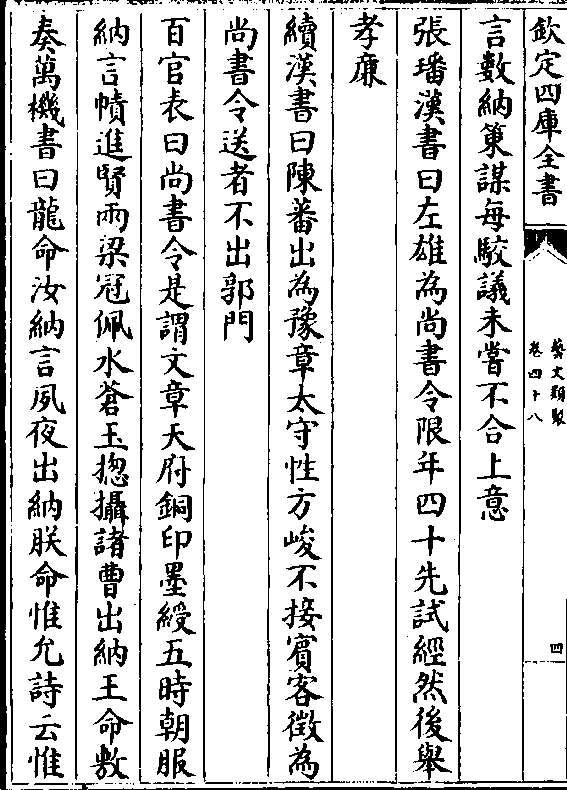 欽定四庫全書
藝文類聚
卷四十八
四
言數納䇿謀每駮議未嘗不合上意
張璠漢書曰左雄為尚書令限年四十先試經然後舉
孝廉
續漢書曰陳蕃出為豫章太守性方峻不接賓客徵為
尚書令送者不出郭門
百官表曰尚書令是謂文章天府銅印墨綬五時朝服
納言幘進賢兩梁冠佩水蒼玉揔攝諸曹出納王命敷
奏萬機書曰龍命汝納言夙夜出納朕命惟允詩云惟